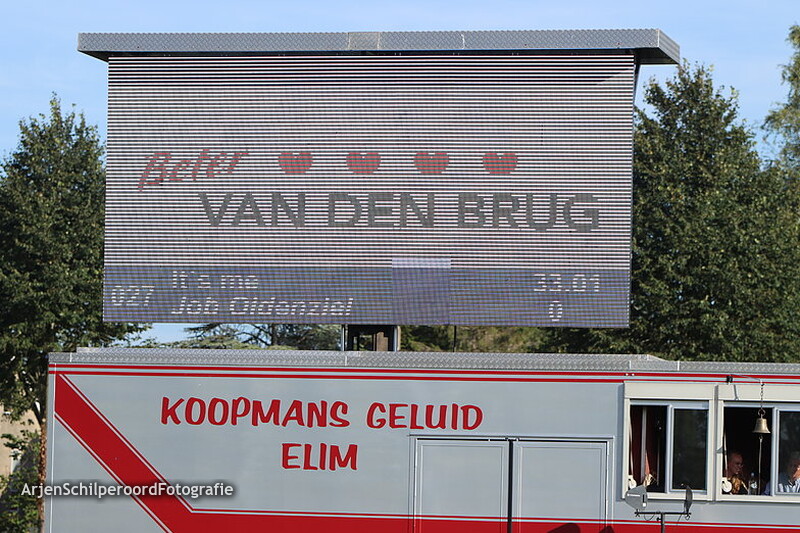 Beter
VAN DEN BRUG
027 It's me 33.01
Job Oldenziel 0
KOOPMANS GELUID
ELIM
ArjenSchilperoordFotografie